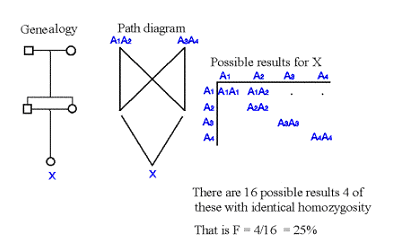 Genealogy
Path diagram
A1A2 A3A4
Possible results for X
A1 A2 A3 A4
A1 A1A1 A1A2 . .
A2 A2A2
A3 A3A3
A4 A4A4
X
X
There are 16 possible results 4 of
these with identical homozygosity
That is F = 4/16 = 25%